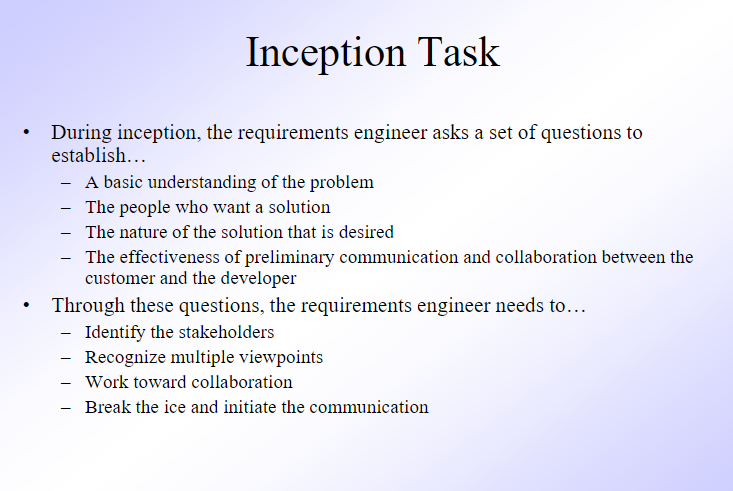 Inception Task
• During inception, the requirements engineer asks a set of questions to
establish…
– A basic understanding of the problem
– The people who want a solution
– The nature of the solution that is desired
– The effectiveness of preliminary communication and collaboration between the
customer and the developer
• Through these questions, the requirements engineer needs to…
– Identify the stakeholders
– Recognize multiple viewpoints
– Work toward collaboration
– Break the ice and initiate the communication